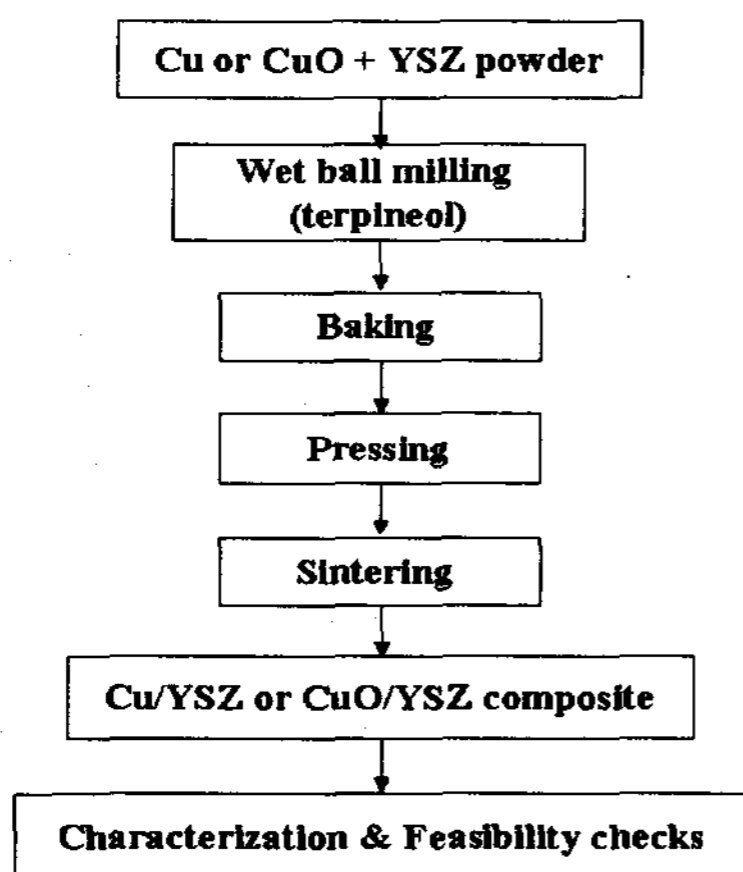 Cu or CuO + YSZ powder
Wet ball milling
(terpineol)
Baking
Pressing
Sintering
Cu/YSZ or CuO/YSZ composite
Characterization & Feasibility checks